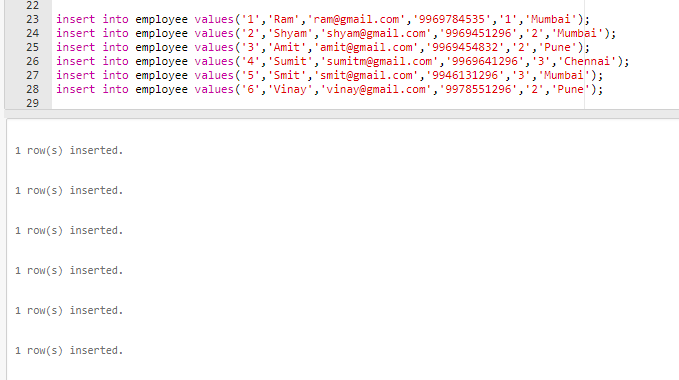 22
23 insert into employee values('1','Ram','ram@gmail.com','9969784535','1','Mumbai');
24 insert into employee values('2','Shyam','shyam@gmail.com','9969451296','2','Mumbai');
25 insert into employee values('3','Amit','amit@gmail.com','9969454832','2','Pune');
26 insert into employee values('4','Sumit','sumitm@gmail.com','9969641296','3','Chennai');
27 insert into employee values('5','Smit','smit@gmail.com','9946131296','3','Mumbai');
28 insert into employee values('6','Vinay','vinay@gmail.com','9978551296','2','Pune');
29
1 row(s) inserted.
1 row(s) inserted.
1 row(s) inserted.
1 row(s) inserted.
1 row(s) inserted.
1 row(s) inserted.